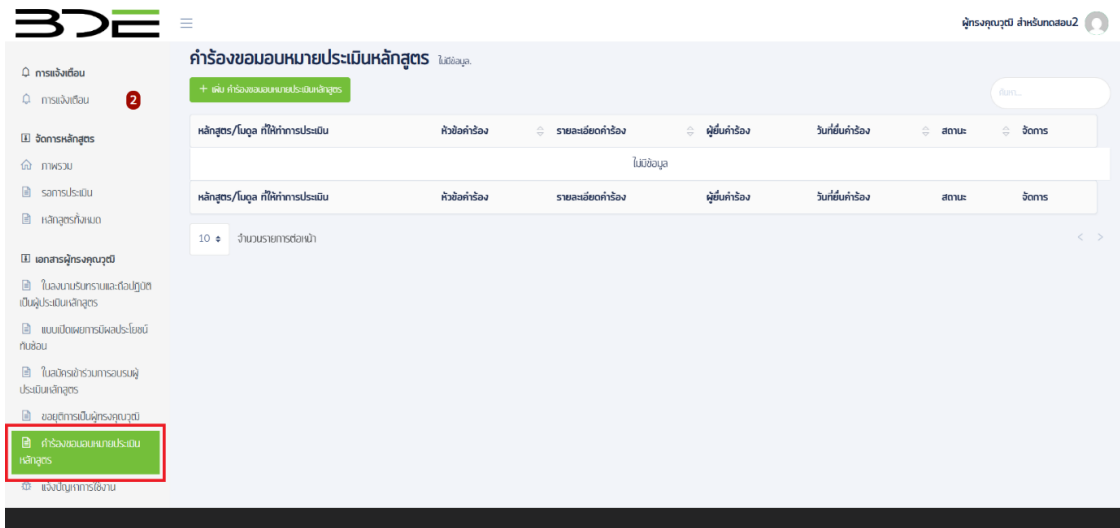 BDE
ผู้ทรงคุณวุฒิ สำหรับทดสอบ2
คำร้องขอมอบหมายประเมินหลักสูตร ไม่มีข้อมูล.
+ เพิ่ม คำร้องขอมอบหมายประเมินหลักสูตร
ค้นหา...
การแจ้งเตือน
การแจ้งเตือน 2
จัดการหลักสูตร
ภาพรวม
รอการประเมิน
หลักสูตรทั้งหมด
เอกสารผู้ทรงคุณวุฒิ
ใบลงนามรับทราบและถือปฏิบัติ
เป็นผู้ประเมินหลักสูตร
แบบเปิดเผยการมีผลประโยชน์
ทับซ้อน
ใบสมัครเข้าร่วมการอบรมผู้
ประเมินหลักสูตร
ขอยุติการเป็นผู้ทรงคุณวุฒิ
คำร้องขอมอบหมายประเมิน
หลักสูตร
แจ้งปัญหาการใช้งาน
หลักสูตร/โมดูล ที่ให้ทำการประเมิน หัวข้อคำร้อง รายละเอียดคำร้อง ผู้ยื่นคำร้อง วันที่ยื่นคำร้อง สถานะ จัดการ
ไม่มีข้อมูล
หลักสูตร/โมดูล ที่ให้ทำการประเมิน หัวข้อคำร้อง รายละเอียดคำร้อง ผู้ยื่นคำร้อง วันที่ยื่นคำร้อง สถานะ จัดการ
10 จำนวนรายการต่อหน้า